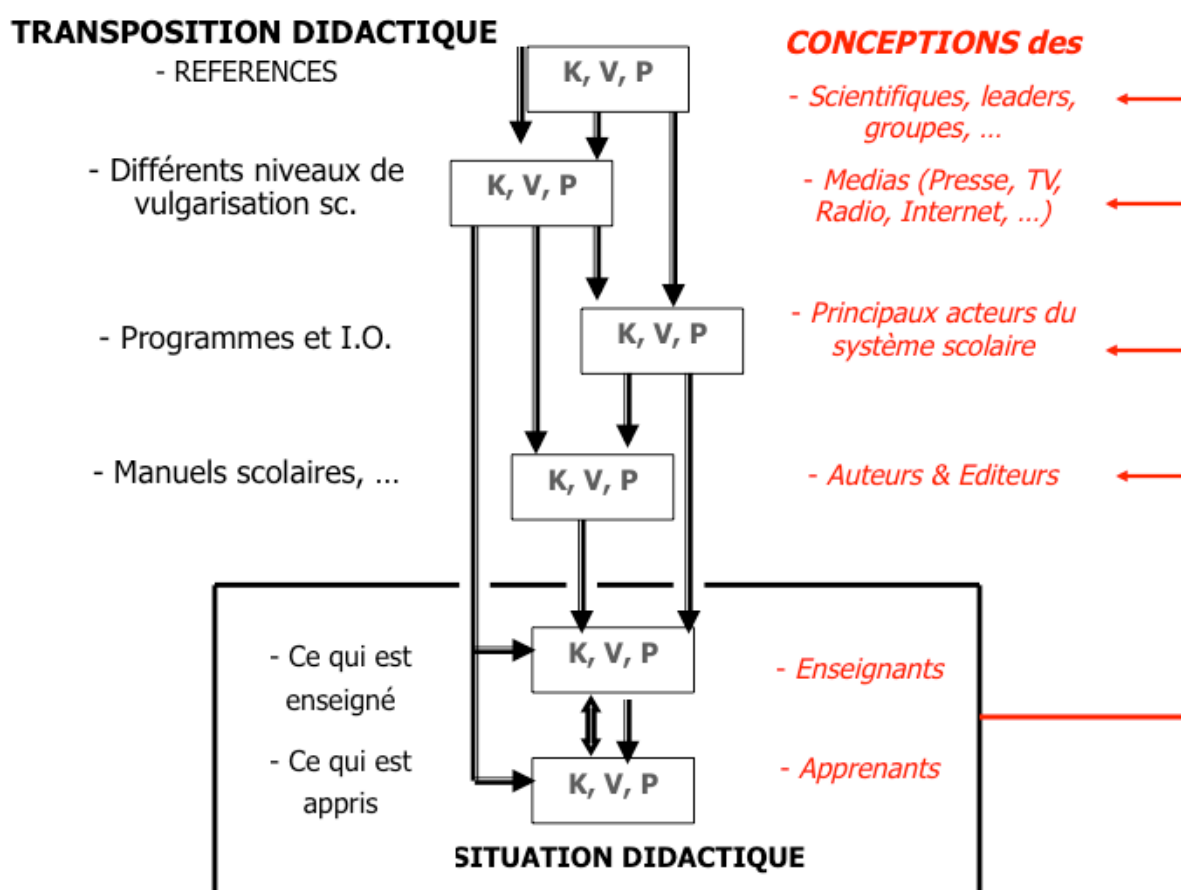 TRANSPOSITION DIDACTIQUE
- REFERENCES
K, V, P
CONCEPTIONS des
- Scientifiques, leaders,
groupes, ...
- Différents niveaux de
vulgarisation sc.
K, V, P
- Medias (Presse, TV,
Radio, Internet, ...)
- Programmes et I.O.
K, V, P
- Principaux acteurs du
système scolaire
- Manuels scolaires, ...
K, V, P
- Auteurs & Editeurs
- Ce qui est
enseigné
K, V, P
- Enseignants
- Ce qui est
appris
K, V, P
- Apprenants
SITUATION DIDACTIQUE